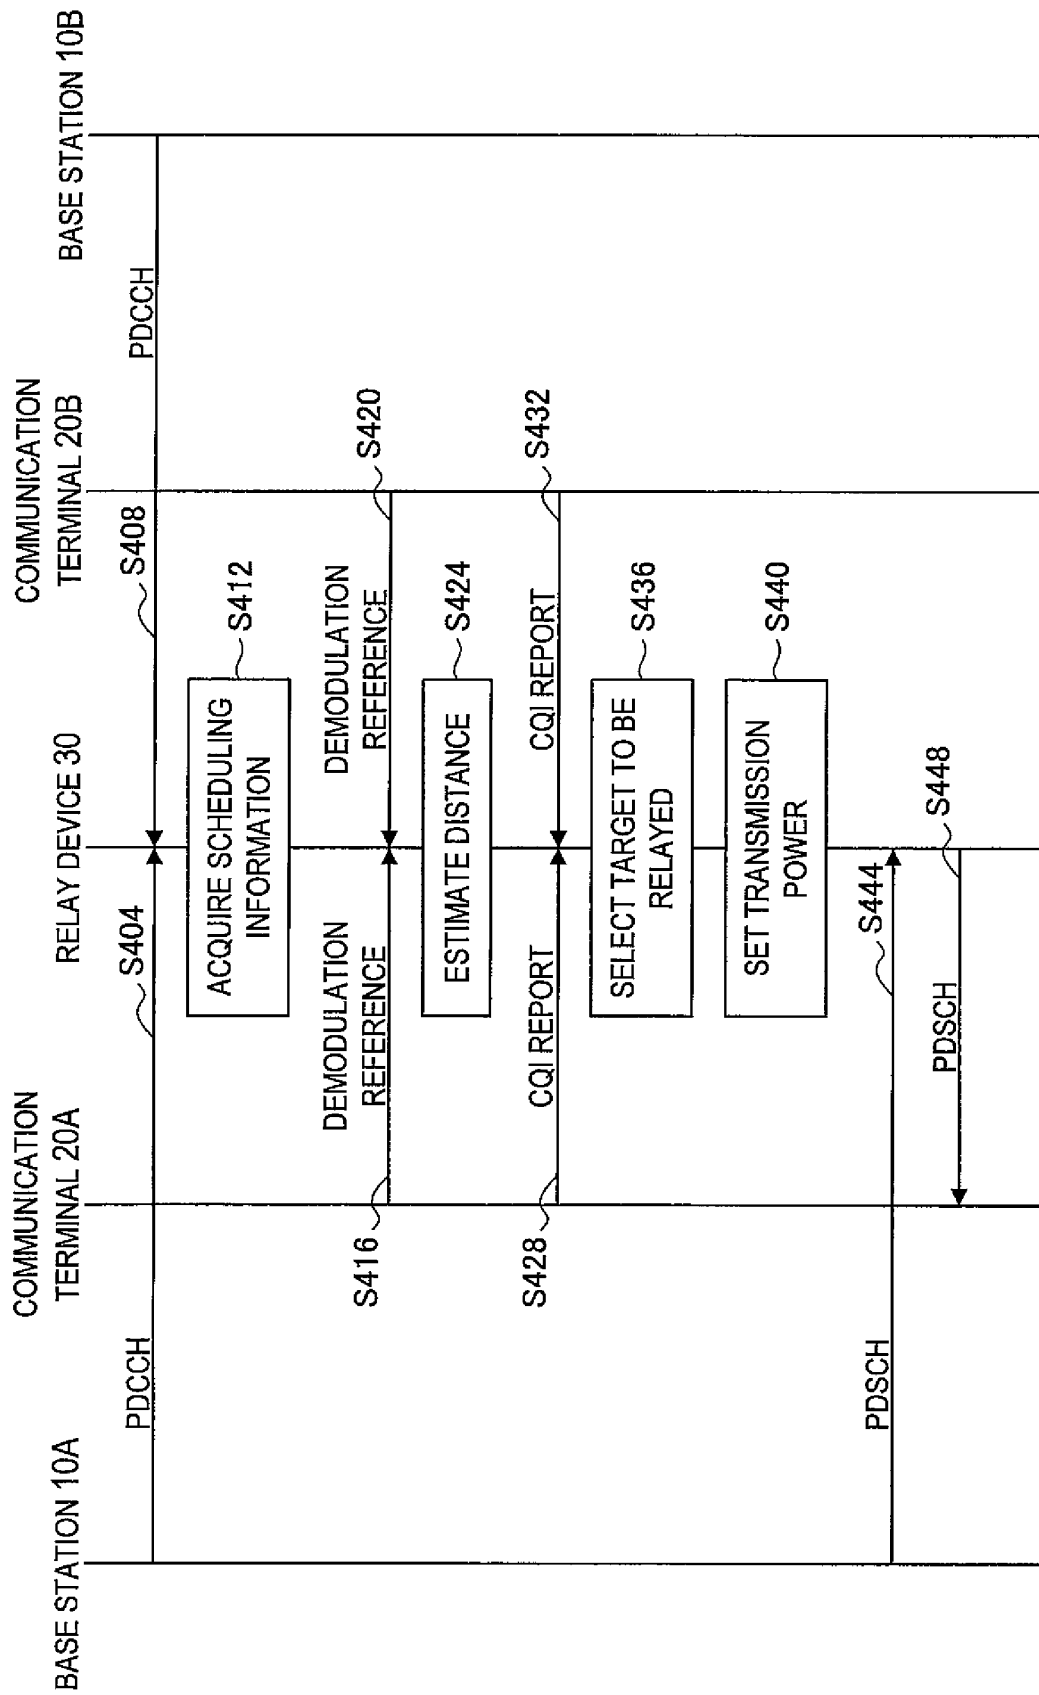 BASE STATION 10A
COMMUNICATION
TERMINAL 20A
RELAY DEVICE 30
COMMUNICATION
TERMINAL 20B
BASE STATION 10B
PDCCH
S404
S408
PDCCH
ACQUIRE SCHEDULING
INFORMATION
S412
S416
DEMODULATION
REFERENCE
DEMODULATION
REFERENCE
S420
ESTIMATE DISTANCE
S424
S428
CQI REPORT
CQI REPORT
S432
SELECT TARGET TO BE
RELAYED
S436
SET TRANSMISSION
POWER
S440
PDSCH
S444
PDSCH
S448